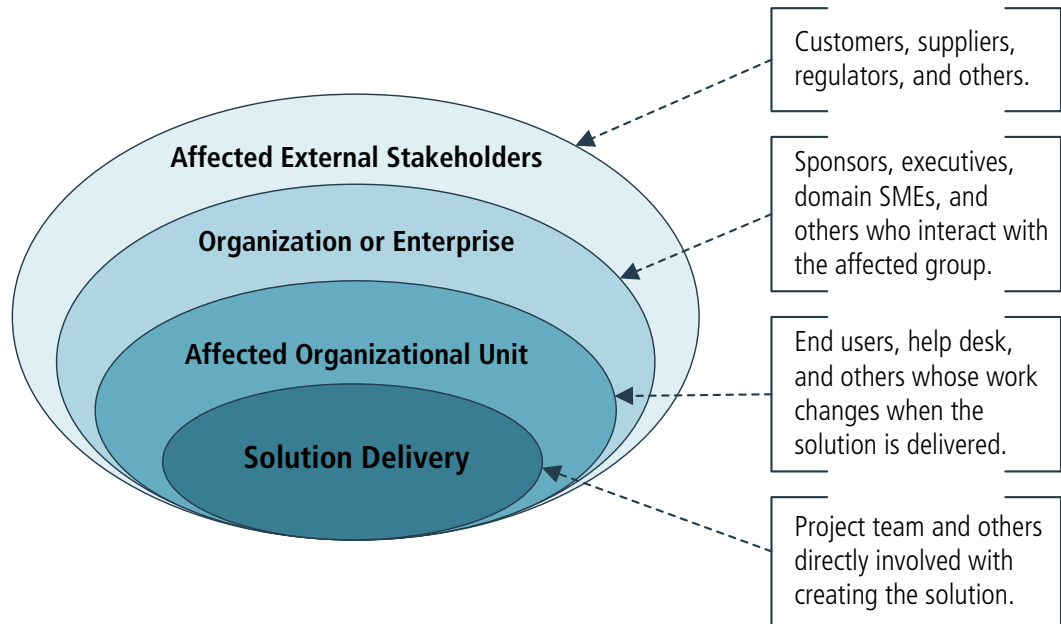 Customers, suppliers,
regulators, and others.
Affected External Stakeholders
Sponsors, executives,
domain SMEs, and
others who interact with
the affected group.
Organization or Enterprise
End users, help desk,
and others whose work
changes when the
solution is delivered.
Affected Organizational Unit
Solution Delivery
Project team and others
directly involved with
creating the solution.